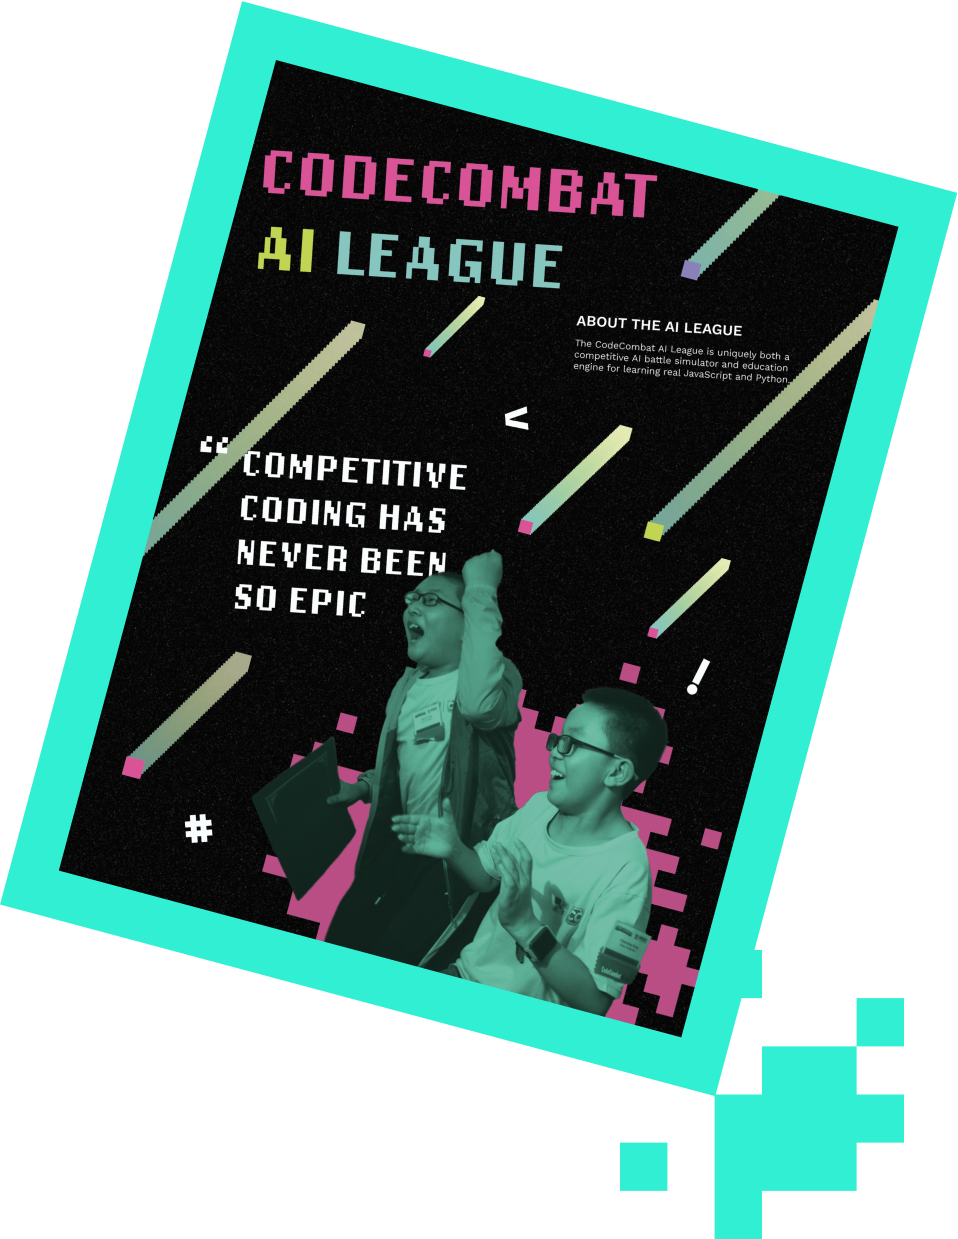 CODECOMBAT
AI LEAGUE
ABOUT THE AI LEAGUE
The CodeCombat AI League is uniquely both a
competitive AI battle simulator and education
engine for learning real JavaScript and Python.
<
“ COMPETITIVE
CODING HAS
NEVER BEEN
SO EPIC
!
#
CodeCombat